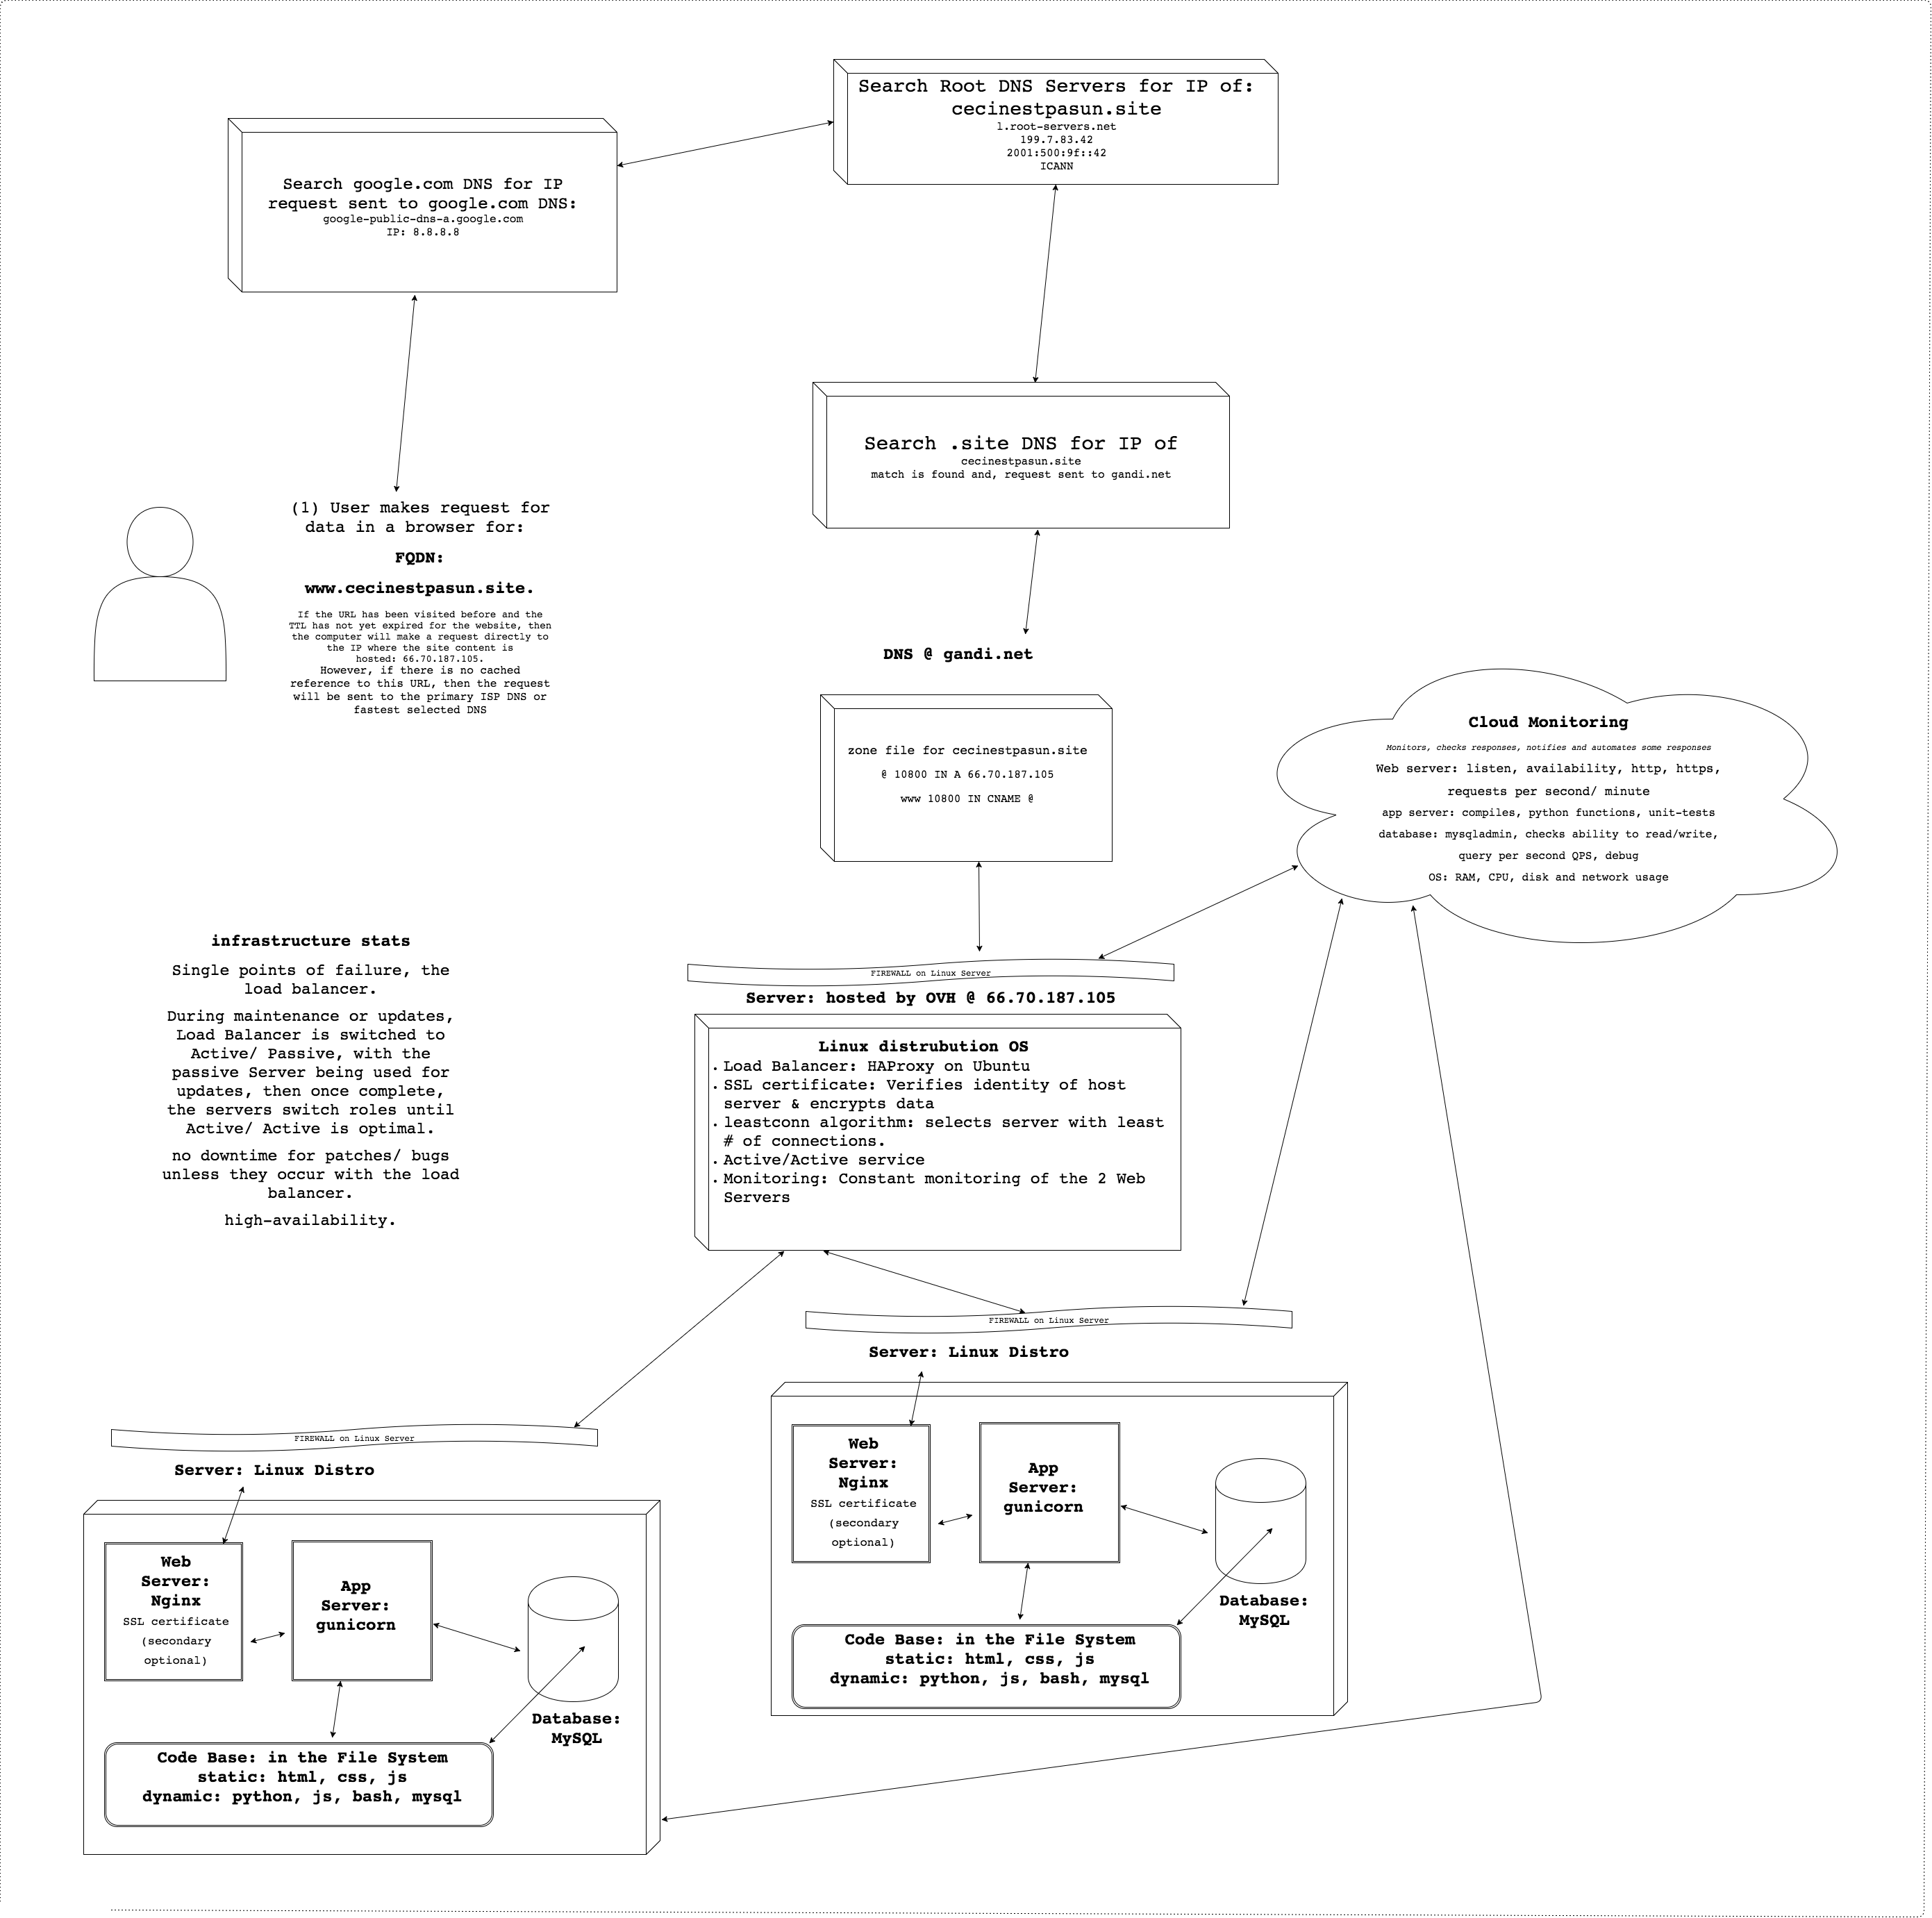 Search Root DNS Servers for IP of:
cecinestpasun.site
l.root-servers.net
199.7.83.42
2001:500:9f::42
ICANN
Search google.com DNS for IP
request sent to google.com DNS:
google-public-dns-a.google.com
IP: 8.8.8.8
Search .site DNS for IP of
cecinestpasun.site
match is found and, request sent to gandi.net
(1) User makes request for
data in a browser for:
FQDN:
www.cecinestpasun.site.
If the URL has been visited before and the
TTL has not yet expired for the website, then
the computer will make a request directly to
the IP where the site content is
hosted: 66.70.187.105.
However, if there is no cached
reference to this URL, then the request
will be sent to the primary ISP DNS or
fastest selected DNS
DNS @ gandi.net
zone file for cecinestpasun.site
@ 10800 IN A 66.70.187.105
www 10800 IN CNAME @
Cloud Monitoring
Monitors, checks responses, notifies and automates some responses
Web server: listen, availability, http, https,
requests per second/ minute
app server: compiles, python functions, unit-tests
database: mysqladmin, checks ability to read/write,
query per second QPS, debug
OS: RAM, CPU, disk and network usage
infrastructure stats
Single points of failure, the
load balancer.
During maintenance or updates,
Load Balancer is switched to
Active/ Passive, with the
passive Server being used for
updates, then once complete,
the servers switch roles until
Active/ Active is optimal.
no downtime for patches/ bugs
unless they occur with the load
balancer.
high-availability.
FIREWALL on Linux Server
Server: hosted by OVH @ 66.70.187.105
Linux distrubution OS
• Load Balancer: HAProxy on Ubuntu
• SSL certificate: Verifies identity of host
server & encrypts data
• leastconn algorithm: selects server with least
# of connections.
• Active/Active service
• Monitoring: Constant monitoring of the 2 Web
Servers
FIREWALL on Linux Server
Server: Linux Distro
Web
Server:
Nginx
SSL certificate
(secondary
optional)
App
Server:
gunicorn
Database:
MySQL
Code Base: in the File System
static: html, css, js
dynamic: python, js, bash, mysql
FIREWALL on Linux Server
Server: Linux Distro
Web
Server:
Nginx
SSL certificate
(secondary
optional)
App
Server:
gunicorn
Database:
MySQL
Code Base: in the File System
static: html, css, js
dynamic: python, js, bash, mysql